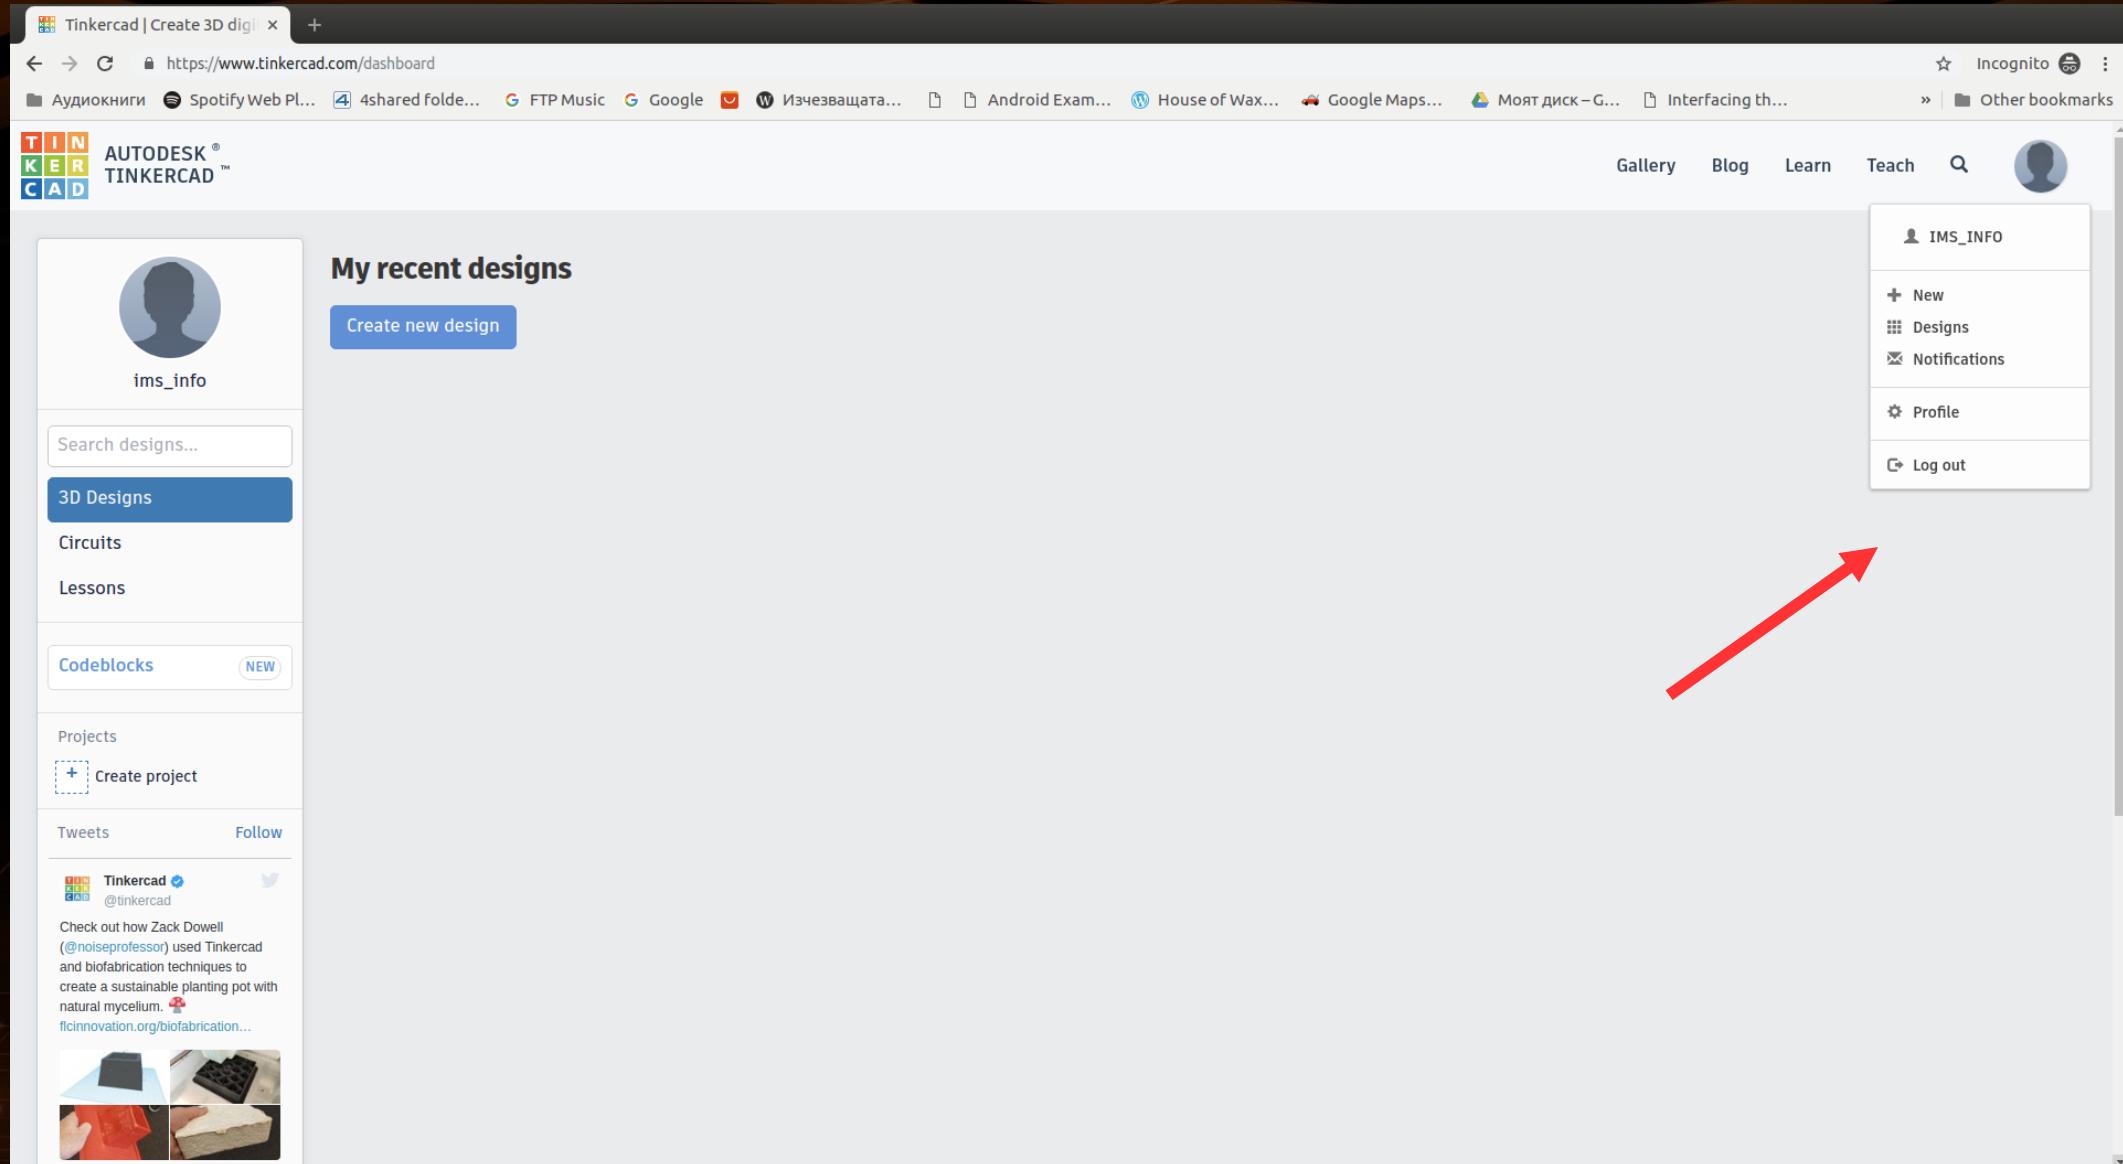 Tinkercad | Create 3D digi
https://www.tinkercad.com/dashboard
Incognito
Аудиокниги
Spotify Web Pl...
4shared folde...
FTP Music
Google
Изчезващата...
Android Exam...
House of Wax...
Google Maps...
Моят диск – G...
Interfacing th...
»
Other bookmarks
TIN
KER
CAD
AUTODESK ®
TINKERCAD ™
Gallery
Blog
Learn
Teach
IMS_INFO
New
Designs
Notifications
Profile
Log out
ims_info
Search designs...
3D Designs
Circuits
Lessons
Codeblocks
NEW
Projects
+ Create project
Tweets
Follow
Tinkercad
@tinkercad
Check out how Zack Dowell
(@noiseprofessor) used Tinkercad
and biofabrication techniques to
create a sustainable planting pot with
natural mycelium. 🍄
flcinnovation.org/biofabrication…
My recent designs
Create new design